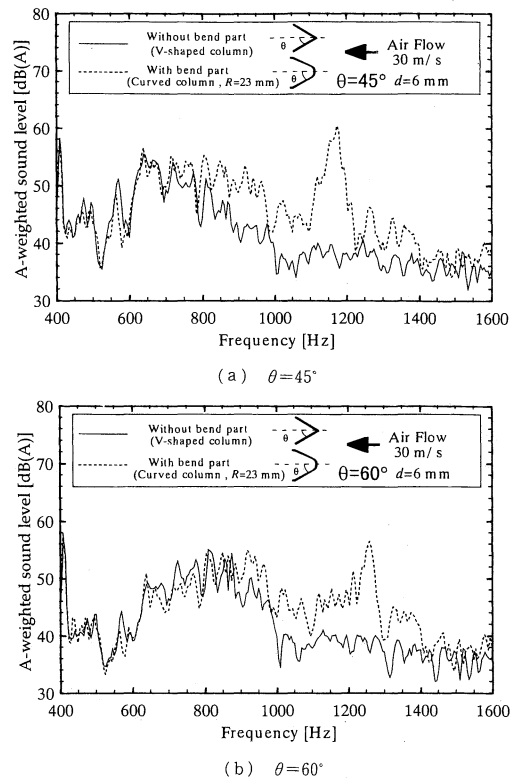 80
70
60
50
40
30
A-weighted sound level [dB(A)]
Without bend part
(V-shaped column)
θ
Air Flow
30 m/ s
With bend part
(Curved column , R=23 mm)
θ
θ=45° d=6 mm
400 600 800 1000 1200 1400 1600
Frequency [Hz]
(a) θ=45°
80
70
60
50
40
30
A-weighted sound level [dB(A)]
Without bend part
(V-shaped column)
θ
Air Flow
30 m/ s
With bend part
(Curved column , R=23 mm)
θ
θ=60° d=6 mm
400 600 800 1000 1200 1400 1600
Frequency [Hz]
(b) θ=60°